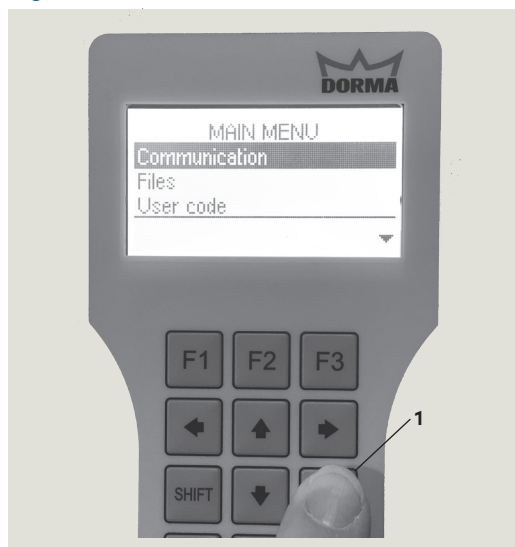 DORMA
MAIN MENU
Communication
Files
User code
F1
F2
F3
1
SHIFT